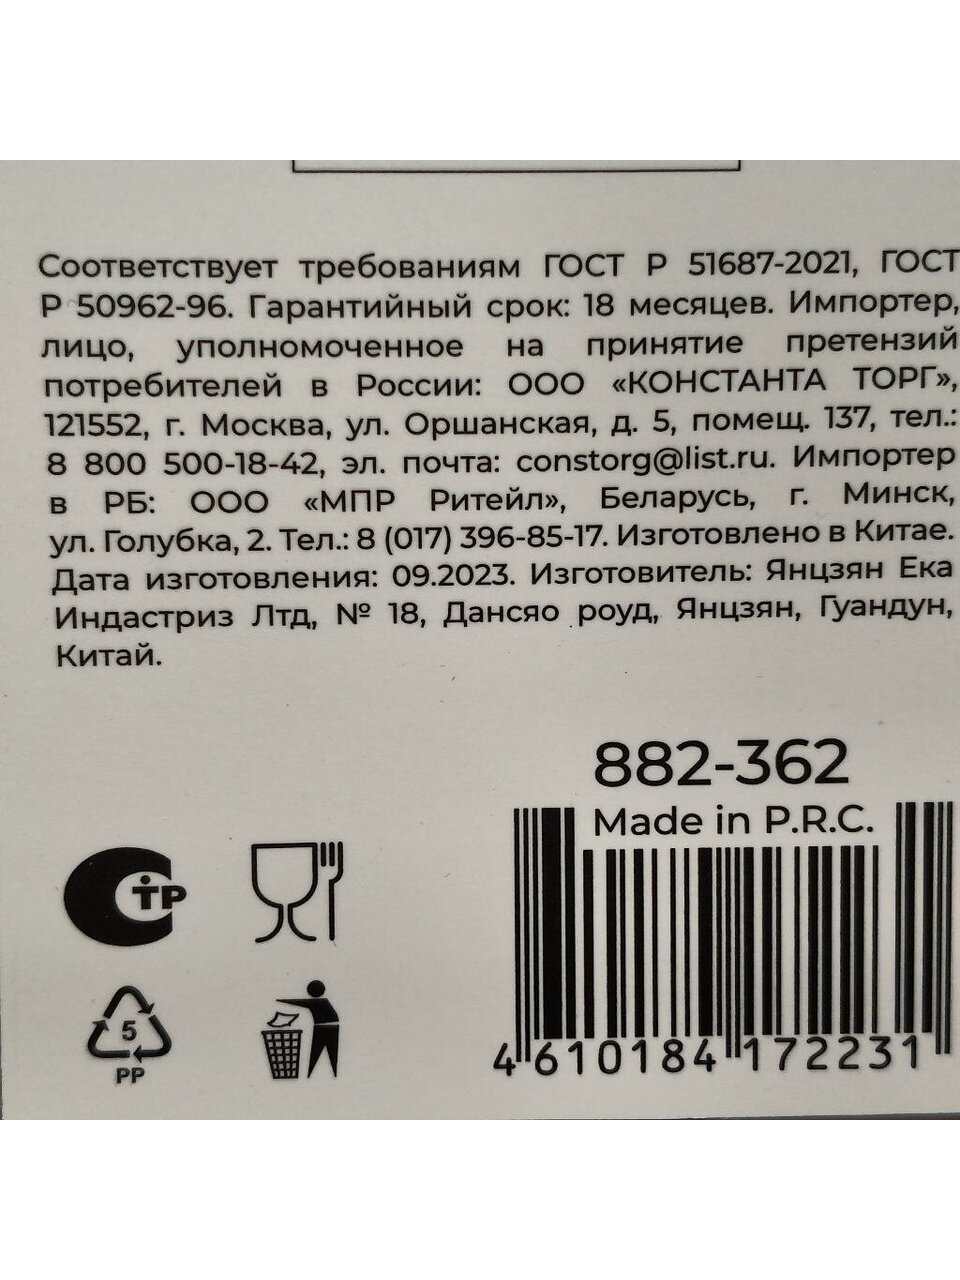 Соответствует требованиям ГОСТ Р 51687-2021, ГОСТ
Р 50962-96. Гарантийный срок: 18 месяцев. Импортер,
лицо, уполномоченное на принятие претензий
потребителей в России: ООО «КОНСТАНТА ТОРГ»,
121552, г. Москва, ул. Оршанская, д. 5, помещ. 137, тел.:
8 800 500-18-42, эл. почта: constorg@list.ru. Импортер
в РБ: ООО «МПР Ритейл», Беларусь, г. Минск,
ул. Голубка, 2. Тел.: 8 (017) 396-85-17. Изготовлено в Китае.
Дата изготовления: 09.2023. Изготовитель: Янцзян Ека
Индастриз Лтд, № 18, Дансяо роуд, Янцзян, Гуандун,
Китай.
882-362
Made in P.R.C.
СТР
5
PP
4 610184 172231